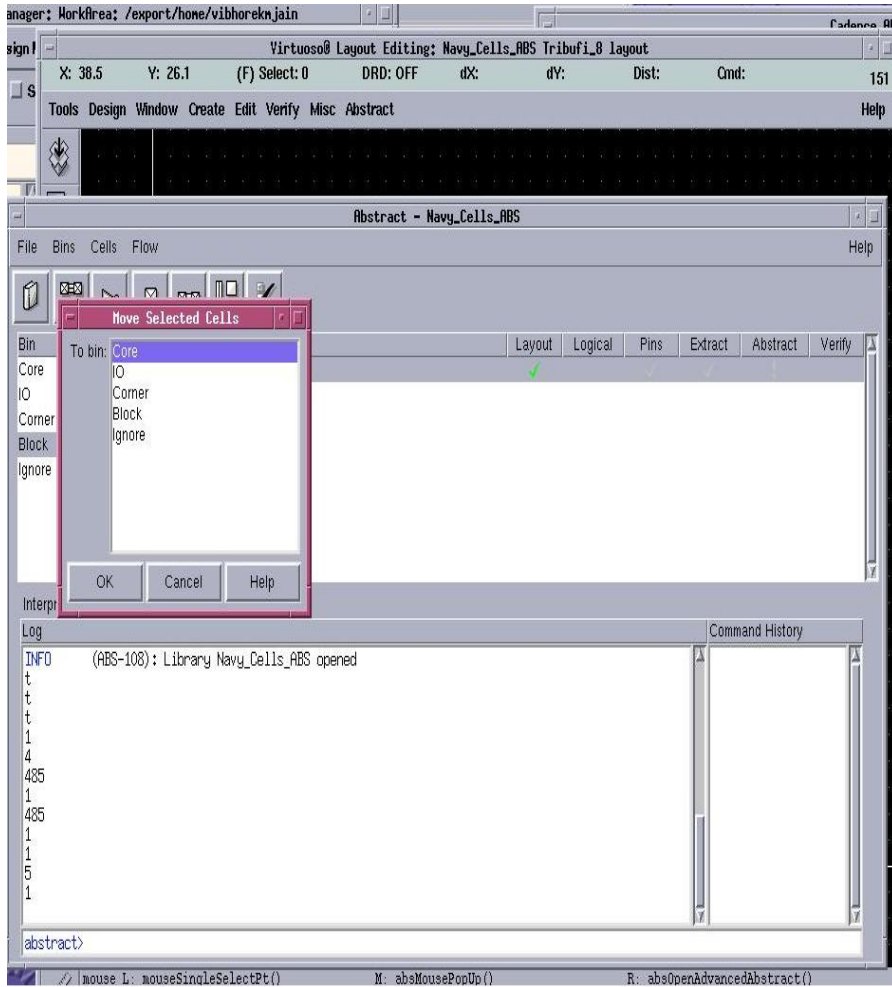 anager: WorkArea: /export/home/vibhorekmjain
Cadence
sign
Virtuoso® Layout Editing: Navy_Cells_ABS Tribufi_8 layout
X: 38.5 Y: 26.1 (F) Select: 0 DRD: OFF dX: dY: Dist: Cmd: 151
S
Tools Design Window Create Edit Verify Misc Abstract Help
Abstract - Navy_Cells_ABS
File Bins Cells Flow Help
Move Selected Cells
Bin Layout Logical Pins Extract Abstract Verify
Core
IO
Corner
Block
Ignore
To bin: Core
IO
Corner
Block
Ignore
OK Cancel Help
Interpr
Log Command History
INFO (ABS-108): Library Navy_Cells_ABS opened
t
t
t
1
4
485
1
485
1
1
5
1
abstract>
mouse L: mouseSingleSelectPt() M: absMousePopUp() R: absOpenAdvancedAbstract()